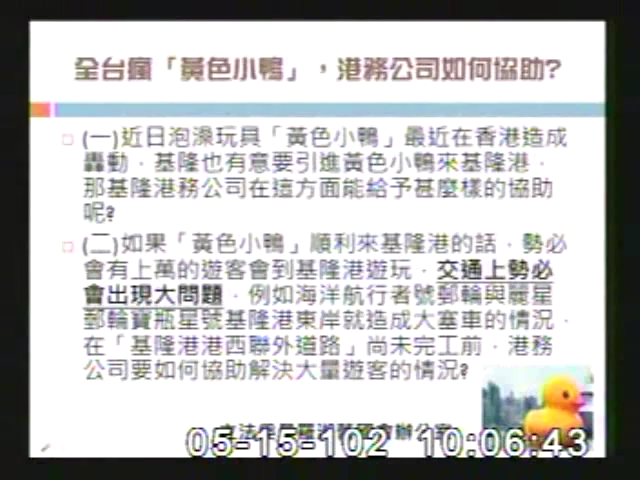 全台瘋「黃色小鴨」，港務公司如何協助?
(一)近日泡澡玩具「黃色小鴨」最近在香港造成
轟動，基隆也有意要引進黃色小鴨來基隆港，
那基隆港務公司在這方面能給予甚麼樣的協助
呢?
(二)如果「黃色小鴨」順利來基隆港的話，勢必
會有上萬的遊客會到基隆港遊玩，交通上勢必
會出現大問題，例如海洋航行者號郵輪與麗星
郵輪寶瓶星號基隆港東岸就造成大塞車的情況，
在「基隆港港西聯外道路」尚未完工前，港務
公司要如何協助解決大量遊客的情況?
辦公室
05-15-102 10:06:43